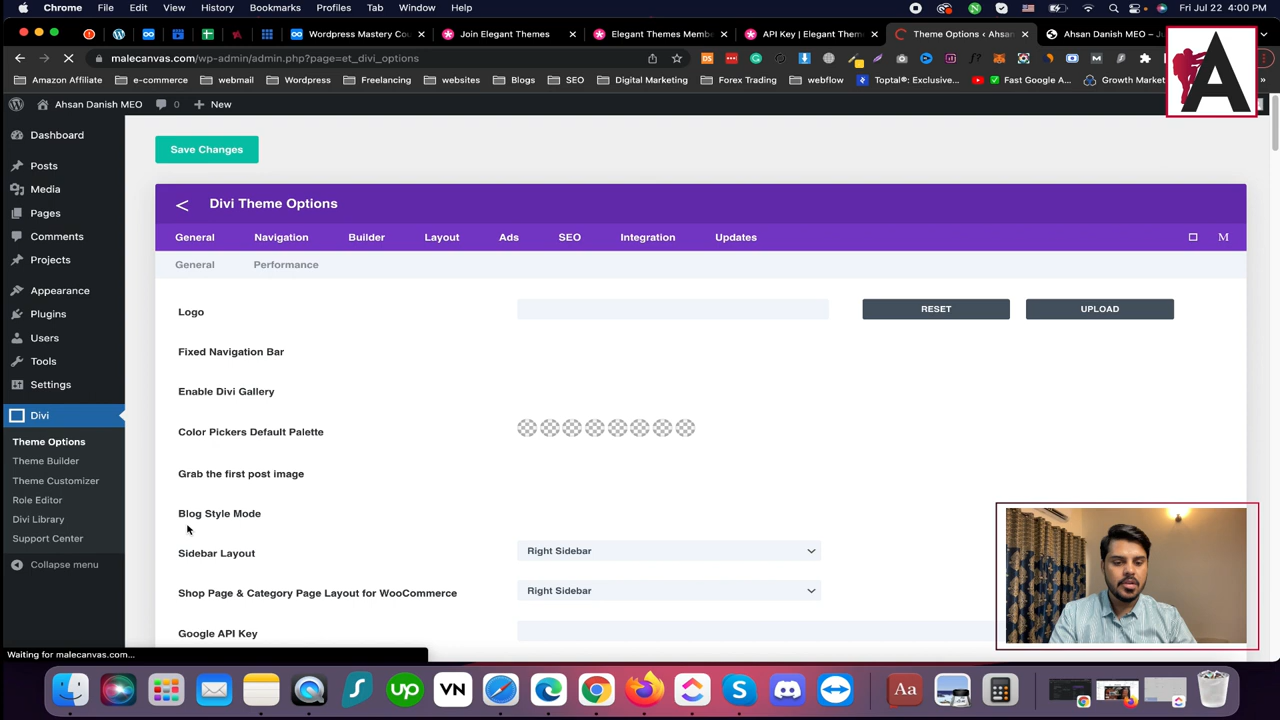 Chrome File Edit View History Bookmarks Profiles Tab Window Help Fri Jul 22 4:00 PM
Wordpress Mastery Cou Join Elegant Themes Elegant Themes Membe API Key | Elegant Theme Theme Options ‹ Ahsan Ahsan Danish MEO – Ju
malecanvas.com/wp-admin/admin.php?page=et_divi_options
Amazon Affiliate e-commerce webmail Wordpress Freelancing websites Blogs SEO Digital Marketing Forex Trading webflow Toptal®: Exclusive... Fast Google A... Growth Market
A
Ahsan Danish MEO 0 New
Dashboard
Posts
Media
Pages
Comments
Projects
Appearance
Plugins
Users
Tools
Settings
Divi
Theme Options
Theme Builder
Theme Customizer
Role Editor
Divi Library
Support Center
Collapse menu
Save Changes
< Divi Theme Options
General Navigation Builder Layout Ads SEO Integration Updates M
General Performance
Logo RESET UPLOAD
Fixed Navigation Bar
Enable Divi Gallery
Color Pickers Default Palette
Grab the first post image
Blog Style Mode
Sidebar Layout Right Sidebar
Shop Page & Category Page Layout for WooCommerce Right Sidebar
Google API Key
Waiting for malecanvas.com...
up VN Aa